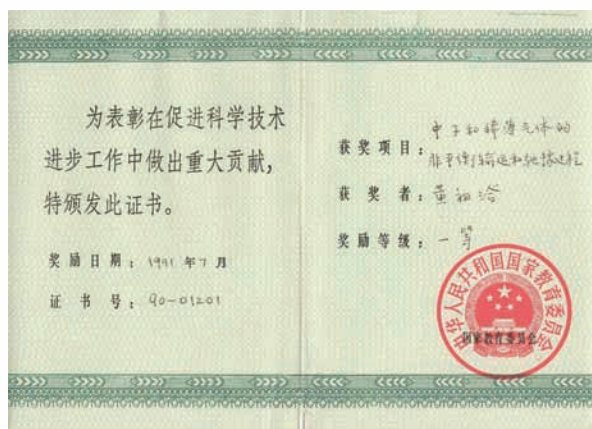 为表彰在促进科学技术
进步工作中做出重大贡献，
特颁发此证书。
奖励日期：1991年7月
证书号：90-01201
获奖项目：中子和稀薄气体的
非平衡输运和弛豫过程
获奖者：黄祖洽
奖励等级：一等
中华人民共和国国家教育委员会
国家教育委员会